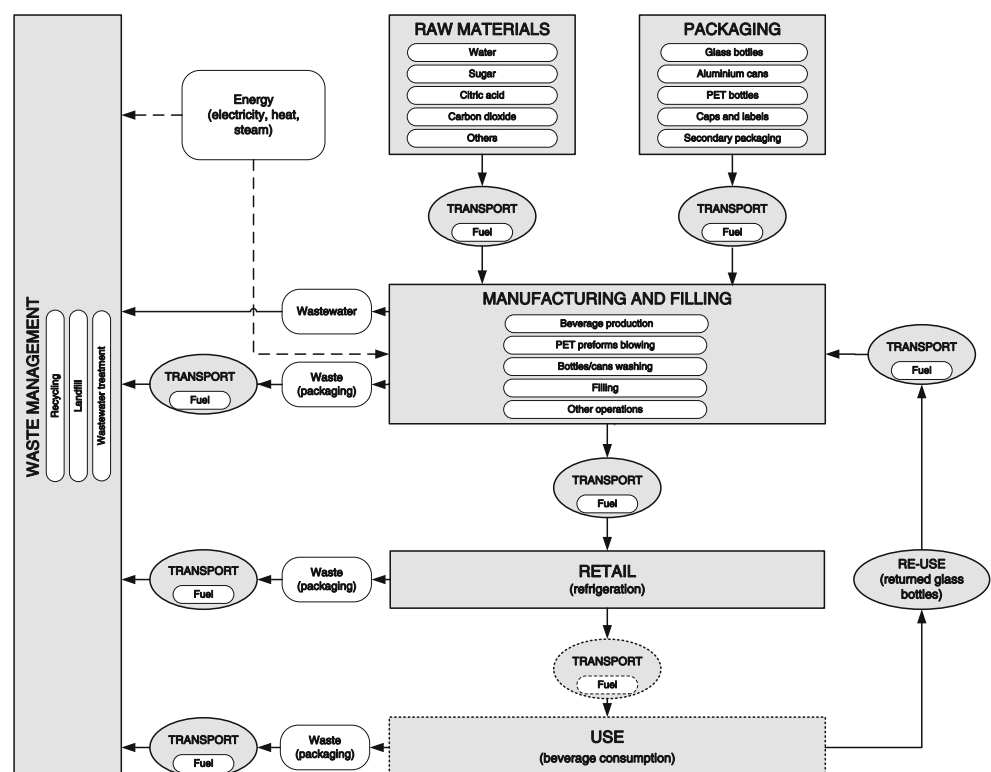 RAW MATERIALS
Water
Sugar
Citric acid
Carbon dioxide
Others
PACKAGING
Glass bottles
Aluminium cans
PET bottles
Caps and labels
Secondary packaging
Energy
(electricity, heat,
steam)
TRANSPORT
Fuel
TRANSPORT
Fuel
WASTE MANAGEMENT
Recycling
Landfill
Wastewater treatment
MANUFACTURING AND FILLING
Beverage production
PET preforms blowing
Bottles/cans washing
Filling
Other operations
Wastewater
TRANSPORT
Fuel
Waste
(packaging)
TRANSPORT
Fuel
TRANSPORT
Fuel
RETAIL
(refrigeration)
Waste
(packaging)
TRANSPORT
Fuel
RE-USE
(returned glass
bottles)
TRANSPORT
Fuel
USE
(beverage consumption)
Waste
(packaging)
TRANSPORT
Fuel